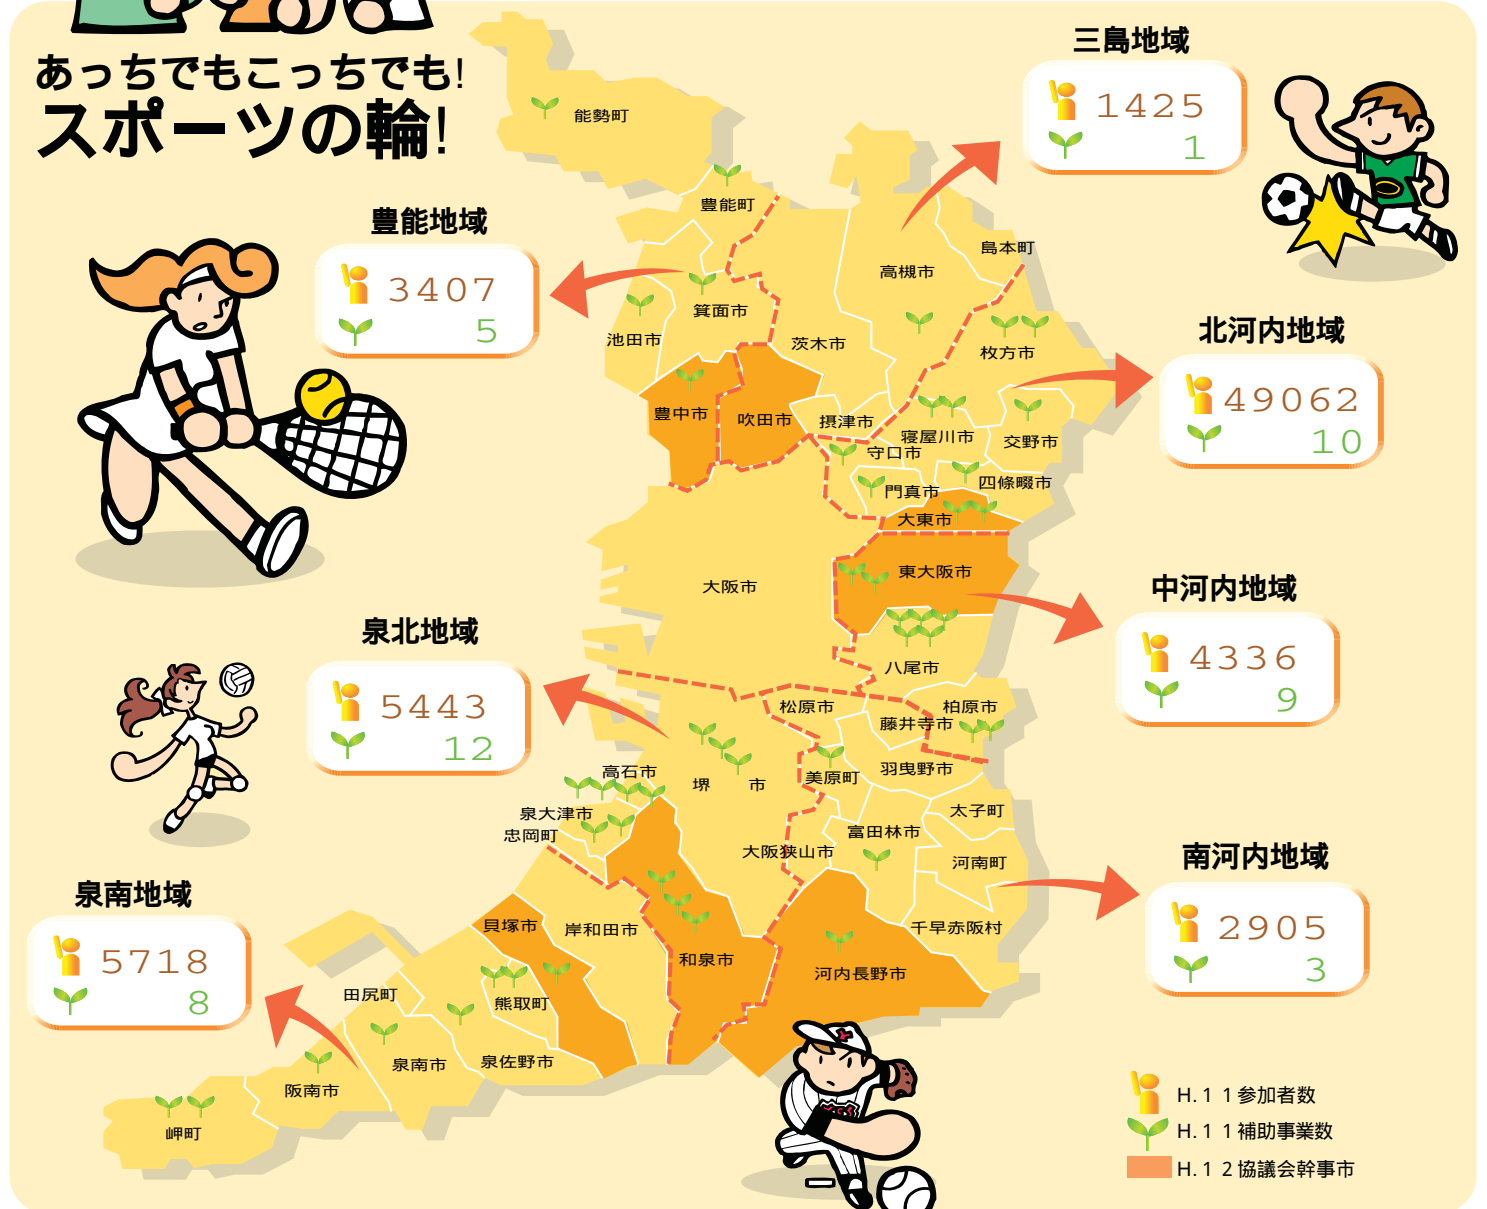 あっちでもこっちでも!
スポーツの輪!
三島地域
1425
1
豊能地域
3407
5
北河内地域
49062
10
中河内地域
4336
9
泉北地域
5443
12
南河内地域
2905
3
泉南地域
5718
8
能勢町
豊能町
島本町
高槻市
箕面市
池田市
茨木市
枚方市
豊中市
吹田市
摂津市
寝屋川市
交野市
守口市
門真市
四條畷市
大東市
大阪市
東大阪市
八尾市
松原市
柏原市
藤井寺市
高石市
堺 市
美原町
羽曳野市
泉大津市
忠岡町
太子町
富田林市
大阪狭山市
河南町
貝塚市
岸和田市
千早赤阪村
和泉市
河内長野市
田尻町
熊取町
泉南市
泉佐野市
阪南市
岬町
H.11参加者数
H.11補助事業数
H.12協議会幹事市